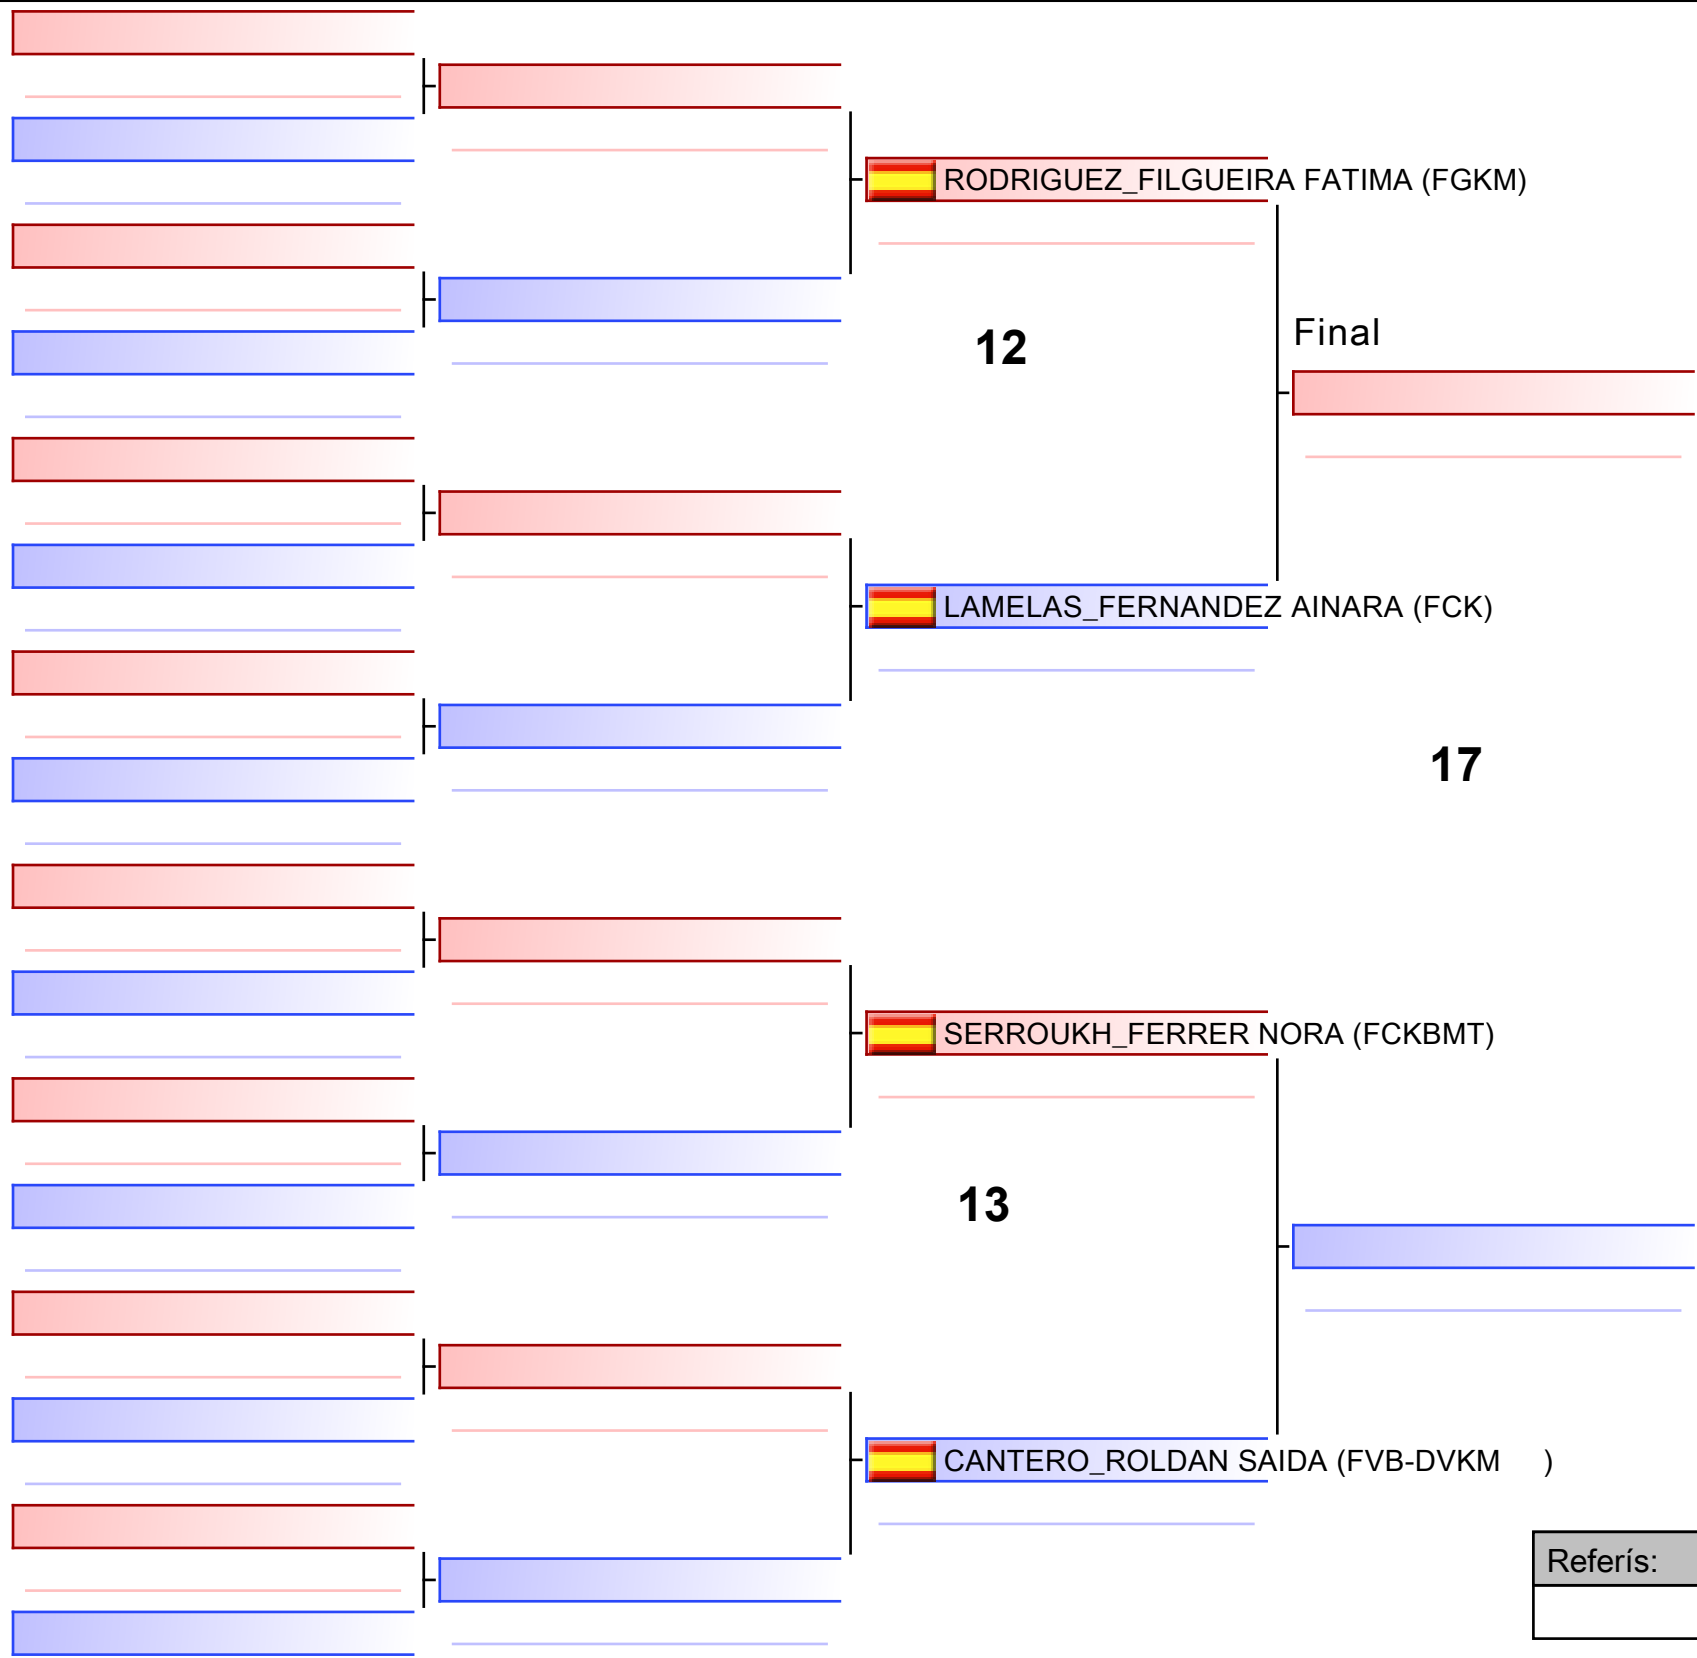 RODRIGUEZ_FILGUEIRA FATIMA (FGKM)
12
Final
LAMELAS_FERNANDEZ AINARA (FCK)
17
SERROUKH_FERRER NORA (FCKBMT)
13
CANTERO_ROLDAN SAIDA (FVB-DVKM )
Referís: